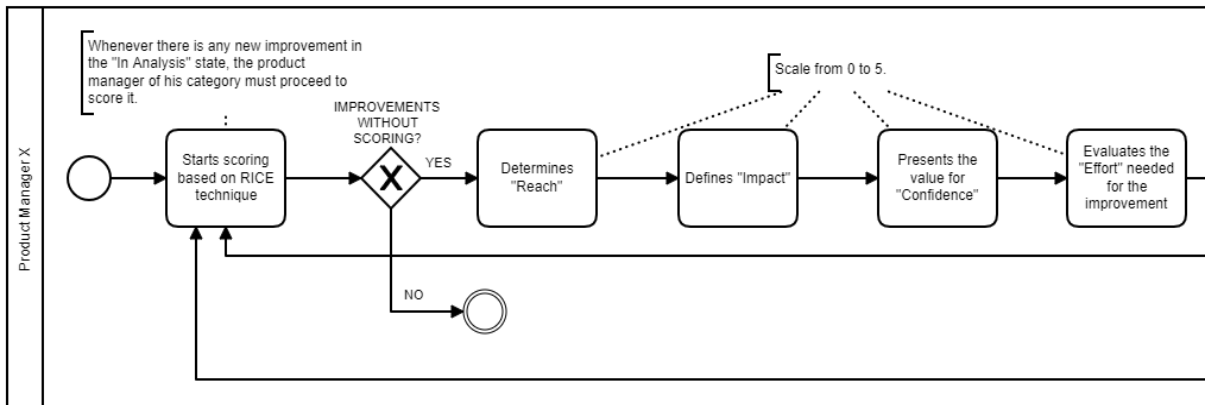 Product Manager X
Whenever there is any new improvement in
the "In Analysis" state, the product
manager of his category must proceed to
score it.
Starts scoring
based on RICE
technique
IMPROVEMENTS
WITHOUT
SCORING?
YES
NO
Determines
"Reach"
Scale from 0 to 5.
Defines "Impact"
Presents the
value for
"Confidence"
Evaluates the
"Effort" needed
for the
improvement